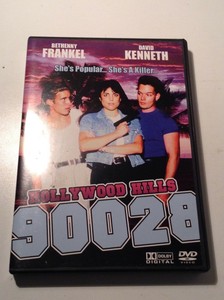 BETHENNY
FRANKEL
DAVID
KENNETH
She's Popular... She's A Killer
HOLLYWOOD HILLS
90028
DOLBY
DIGITAL
DVD
VIDEO